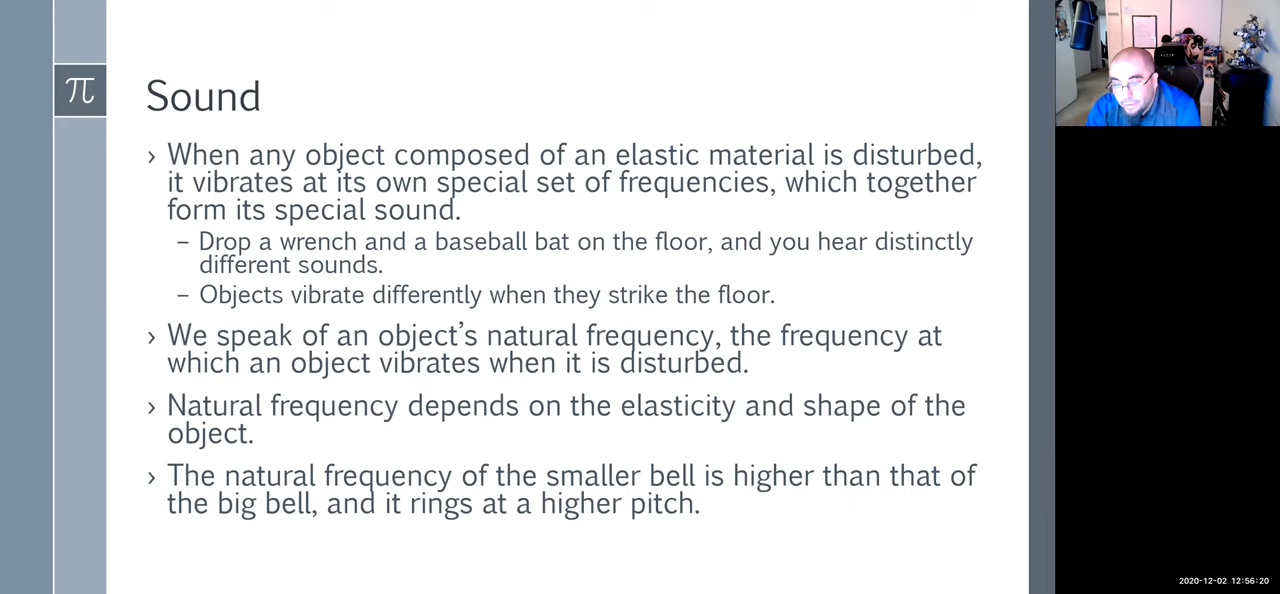 π
Sound
› When any object composed of an elastic material is disturbed,
it vibrates at its own special set of frequencies, which together
form its special sound.
– Drop a wrench and a baseball bat on the floor, and you hear distinctly
different sounds.
– Objects vibrate differently when they strike the floor.
› We speak of an object’s natural frequency, the frequency at
which an object vibrates when it is disturbed.
› Natural frequency depends on the elasticity and shape of the
object.
› The natural frequency of the smaller bell is higher than that of
the big bell, and it rings at a higher pitch.
2020-12-02 12:56:20